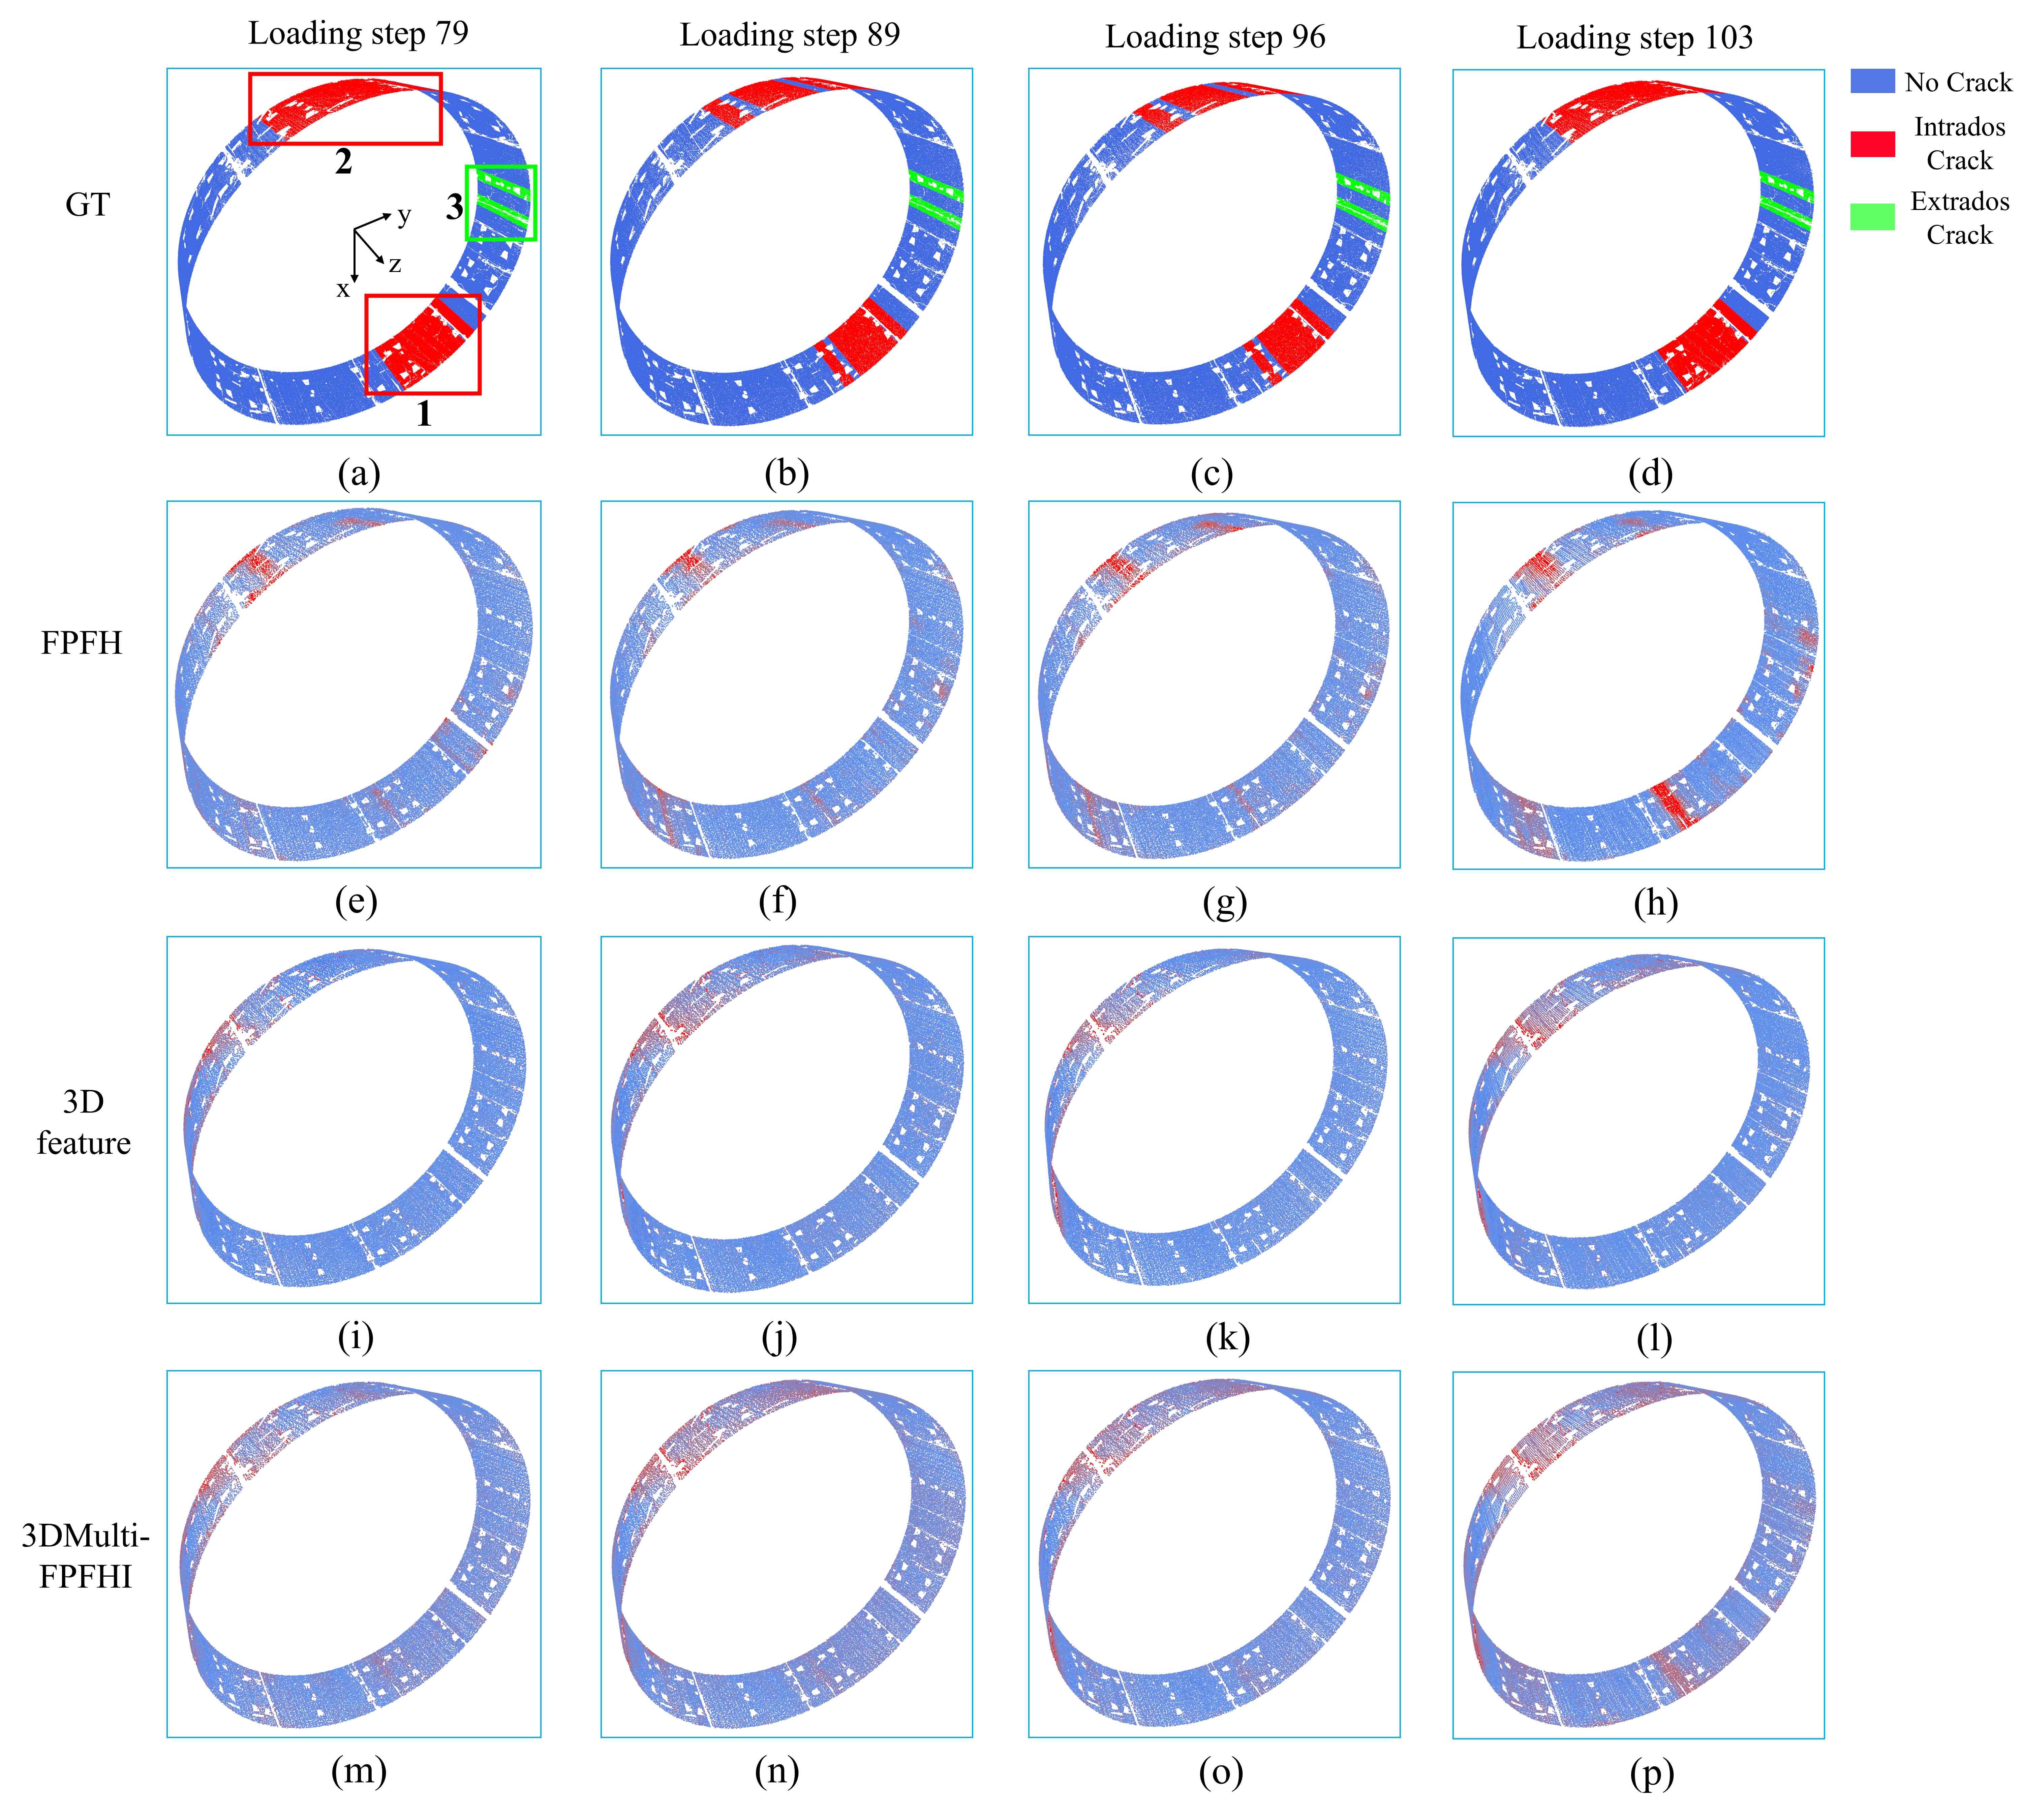 Loading step 79
Loading step 89
Loading step 96
Loading step 103
No Crack
Intrados
Crack
Extrados
Crack
GT
2
3
y
z
x
1
(a)
(b)
(c)
(d)
FPFH
(e)
(f)
(g)
(h)
3D
feature
(i)
(j)
(k)
(l)
3DMulti-
FPFHI
(m)
(n)
(o)
(p)